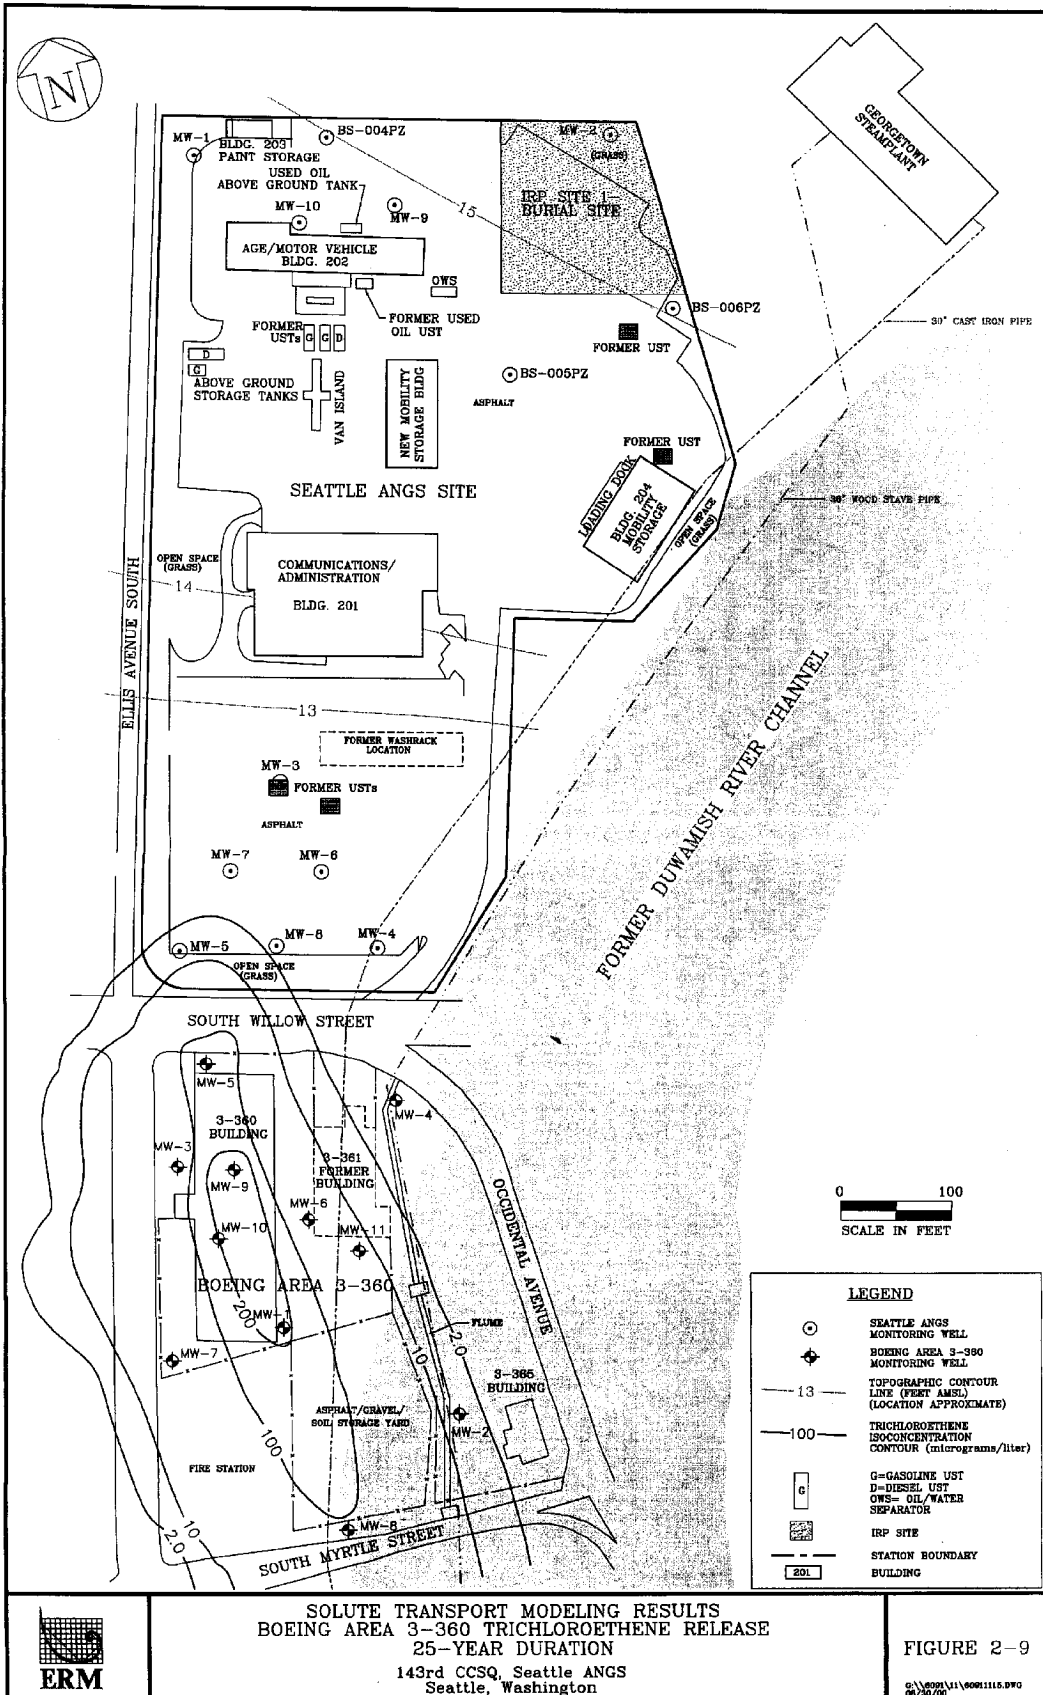 N
MW-1
BLDG. 203
PAINT STORAGE
BS-004PZ
USED OIL
ABOVE GROUND TANK
MW-10
MW-9
15
AGE/MOTOR VEHICLE
BLDG. 202
OWS
FORMER USED
OIL UST
FORMER
USTs
G
G
D
D
G
ABOVE GROUND
STORAGE TANKS
VAN ISLAND
NEW MOBILITY
STORAGE BLDG
MW-2
(GRASS)
IRP SITE 1-
BURIAL SITE
BS-006PZ
FORMER UST
BS-005PZ
ASPHALT
GEORGETOWN
STEAMPLANT
30" CAST IRON PIPE
36" WOOD STAVE PIPE
FORMER UST
LOADING DOCK
BLDG. 204
MOBILITY
STORAGE
OPEN SPACE
(GRASS)
SEATTLE ANGS SITE
OPEN SPACE
(GRASS)
14
COMMUNICATIONS/
ADMINISTRATION
BLDG. 201
ELLIS AVENUE SOUTH
13
FORMER WASHRACK
LOCATION
MW-3
FORMER USTs
ASPHALT
MW-7
MW-6
MW-5
MW-8
MW-4
OPEN SPACE
(GRASS)
FORMER DUWAMISH RIVER CHANNEL
SOUTH WILLOW STREET
MW-5
3-360
BUILDING
MW-4
MW-3
MW-9
3-361
FORMER
BUILDING
MW-6
MW-10
MW-11
OCCIDENTAL AVENUE
BOEING AREA 3-360
200
MW-1
FLUME
MW-7
10
2.0
3-365
BUILDING
ASPHALT/GRAVEL/
SOIL STORAGE YARD
MW-2
100
FIRE STATION
10
2.0
MW-8
SOUTH MYRTLE STREET
0 100
SCALE IN FEET
LEGEND
SEATTLE ANGS
MONITORING WELL
BOEING AREA 3-360
MONITORING WELL
13
TOPOGRAPHIC CONTOUR
LINE (FEET AMSL)
(LOCATION APPROXIMATE)
100
TRICHLOROETHENE
ISOCONCENTRATION
CONTOUR (micrograms/liter)
G
G=GASOLINE UST
D=DIESEL UST
OWS= OIL/WATER
SEPARATOR
IRP SITE
STATION BOUNDARY
201
BUILDING
ERM
SOLUTE TRANSPORT MODELING RESULTS
BOEING AREA 3-360 TRICHLOROETHENE RELEASE
25-YEAR DURATION
143rd CCSQ, Seattle ANGS
Seattle, Washington
FIGURE 2-9
G:\\6091\11\60911115.DWG